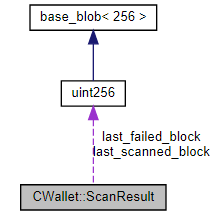 base_blob< 256 >
uint256
last_failed_block
last_scanned_block
CWallet::ScanResult